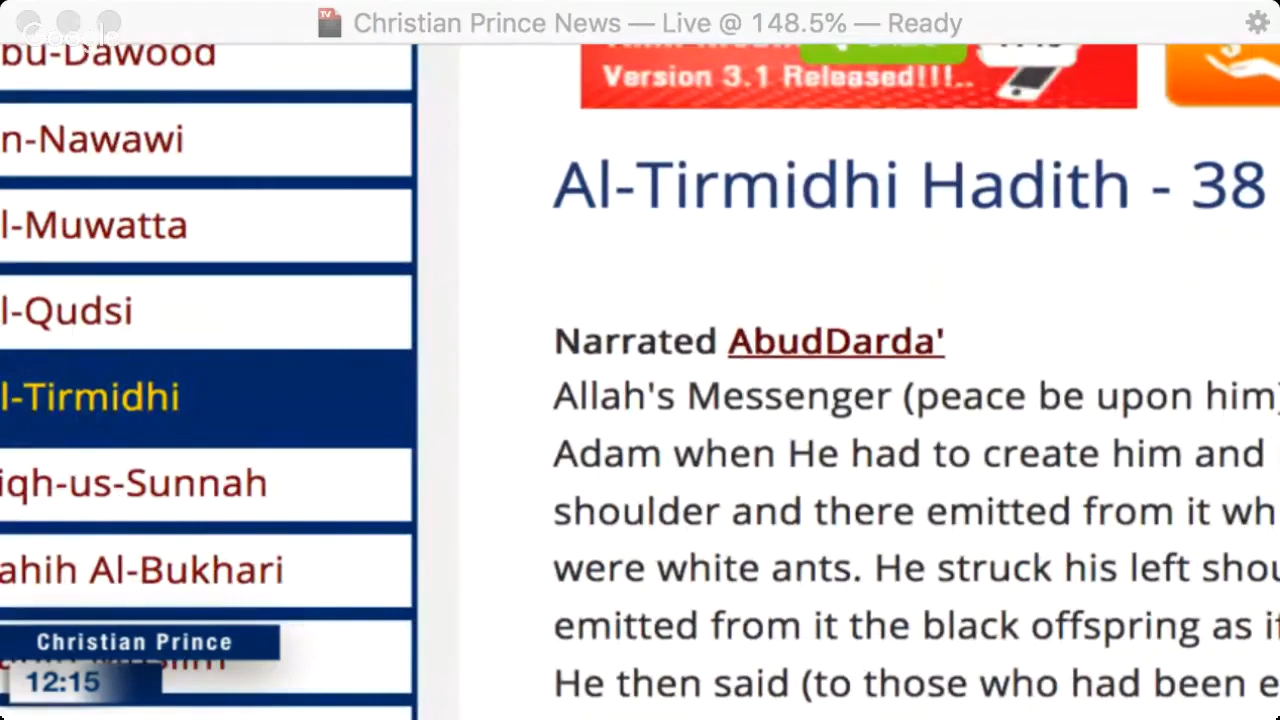 Christian Prince News — Live @ 148.5% — Ready
Google
bu-Dawood
n-Nawawi
l-Muwatta
l-Qudsi
l-Tirmidhi
iqh-us-Sunnah
ahih Al-Bukhari
Christian Prince
12:15
Version 3.1 Released!!!..
Al-Tirmidhi Hadith - 38
Narrated AbudDarda'
Allah's Messenger (peace be upon him)
Adam when He had to create him and
shoulder and there emitted from it wh
were white ants. He struck his left shou
emitted from it the black offspring as if
He then said (to those who had been e